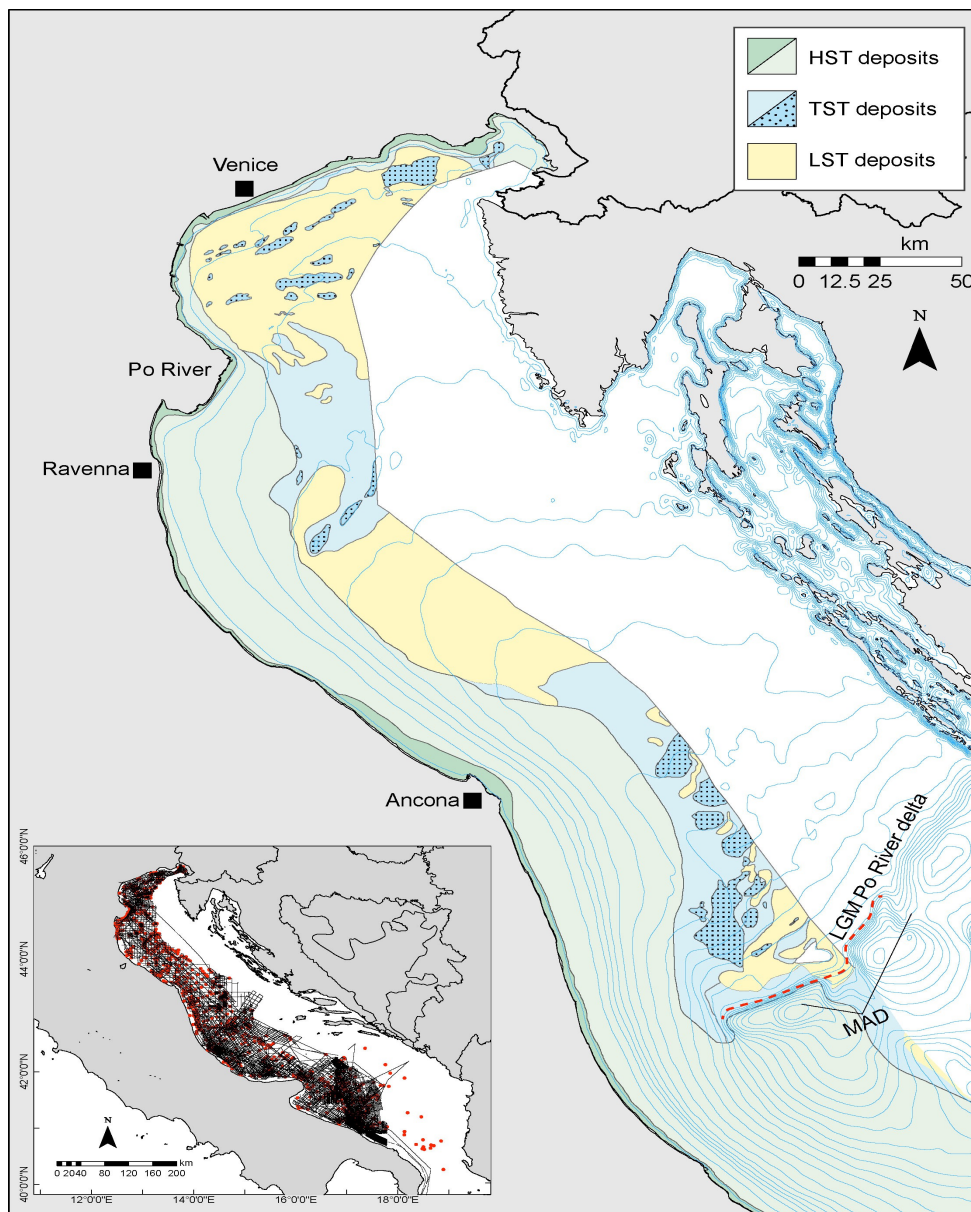 HST deposits
TST deposits
LST deposits
Venice
km
0 12.5 25 50
N
Po River
Ravenna
Ancona
LGM Po River delta
MAD
46°0'0"N
44°0'0"N
42°0'0"N
40°0'0"N
N
km
0 20 40 80 120 160 200
12°0'0"E 14°0'0"E 16°0'0"E 18°0'0"E